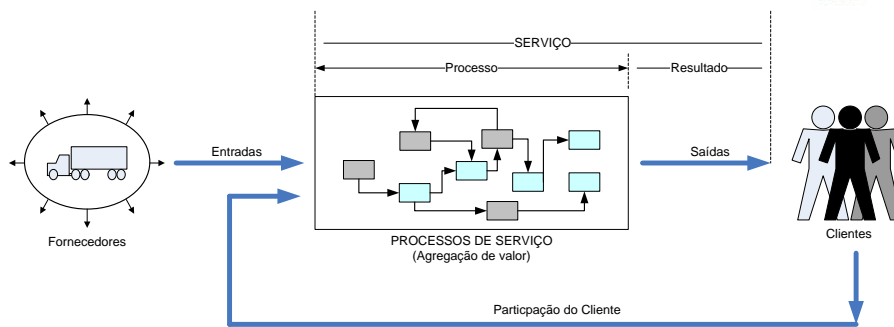 SERVIÇO
Processo
Resultado
Entradas
Saídas
Fornecedores
PROCESSOS DE SERVIÇO
(Agregação de valor)
Clientes
Particpação do Cliente